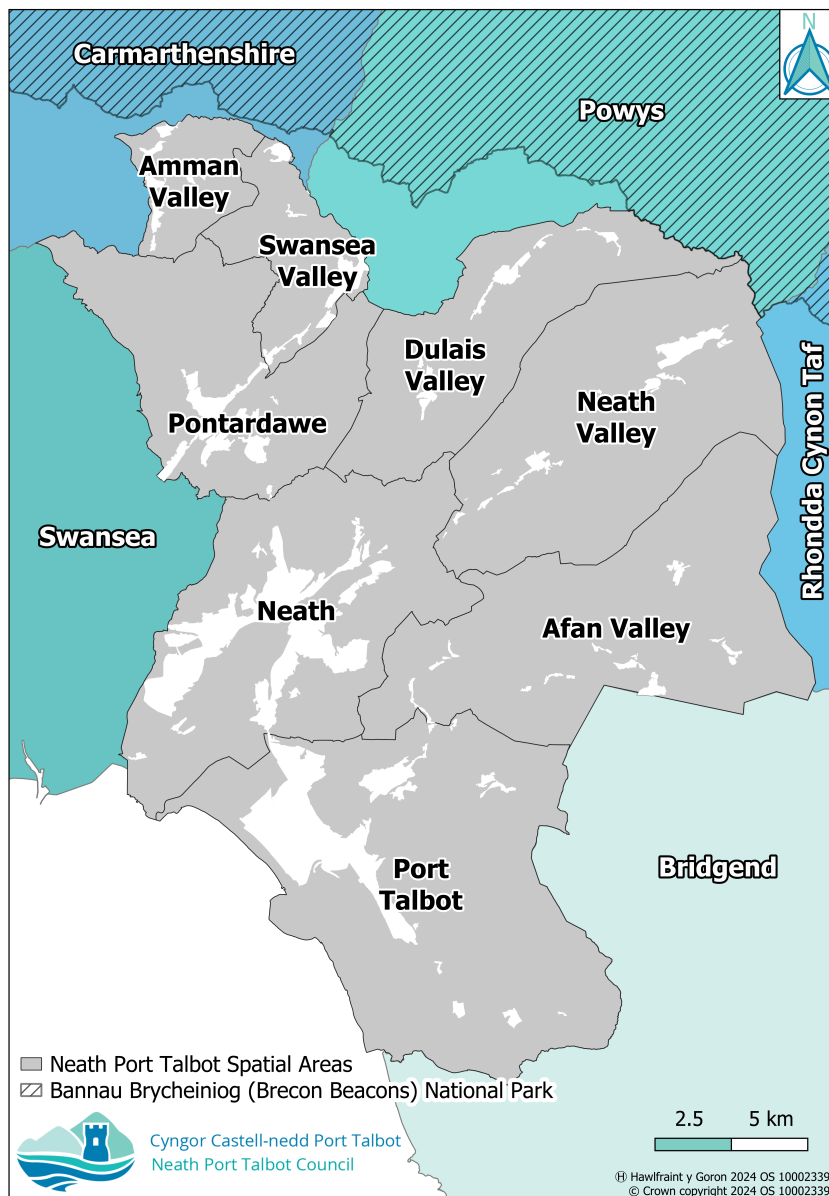 N
Carmarthenshire
Powys
Amman
Valley
Swansea
Valley
Dulais
Valley
Neath
Valley
Rhondda Cynon Taf
Pontardawe
Swansea
Neath
Afan Valley
Port
Talbot
Bridgend
Neath Port Talbot Spatial Areas
Bannau Brycheiniog (Brecon Beacons) National Park
2.5 5 km
Cyngor Castell-nedd Port Talbot
Neath Port Talbot Council
Ⓗ Hawlfraint y Goron 2024 OS 10002339
© Crown copyright 2024 OS 10002339